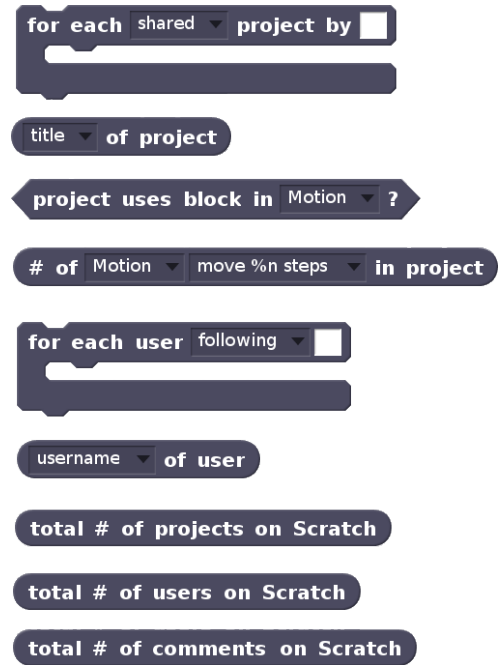 for each shared project by
title of project
project uses block in Motion ?
# of Motion move %n steps in project
for each user following
username of user
total # of projects on Scratch
total # of users on Scratch
total # of comments on Scratch